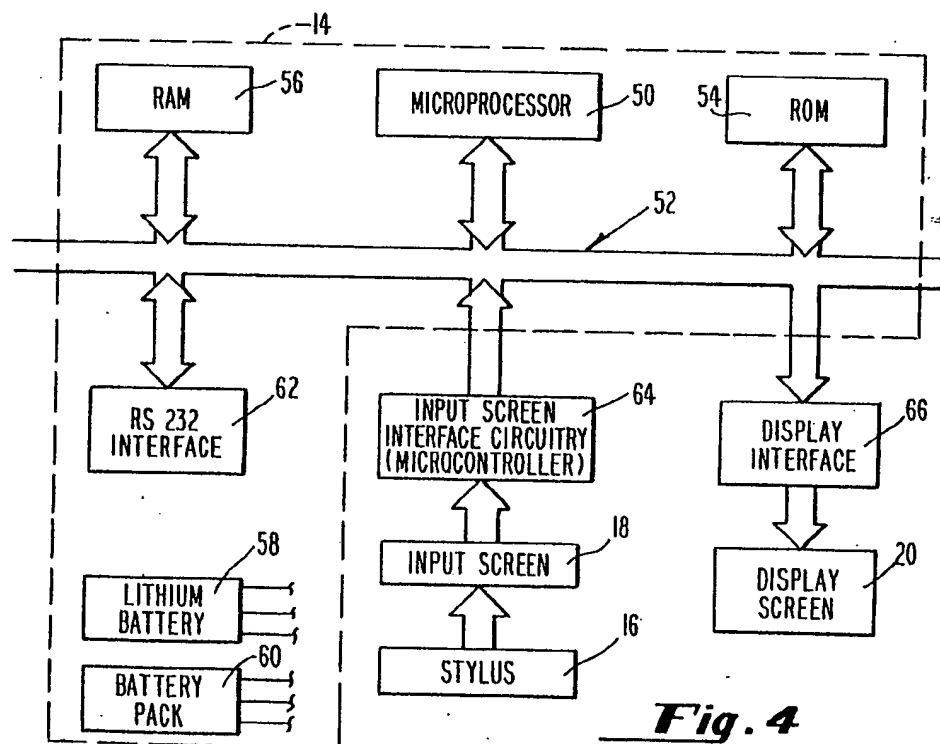 14
RAM
56
MICROPROCESSOR
50
54
ROM
52
RS 232
INTERFACE
62
INPUT SCREEN
INTERFACE CIRCUITRY
(MICROCONTROLLER)
64
DISPLAY
INTERFACE
66
INPUT SCREEN
18
DISPLAY
SCREEN
20
LITHIUM
BATTERY
58
STYLUS
16
BATTERY
PACK
60
Fig. 4